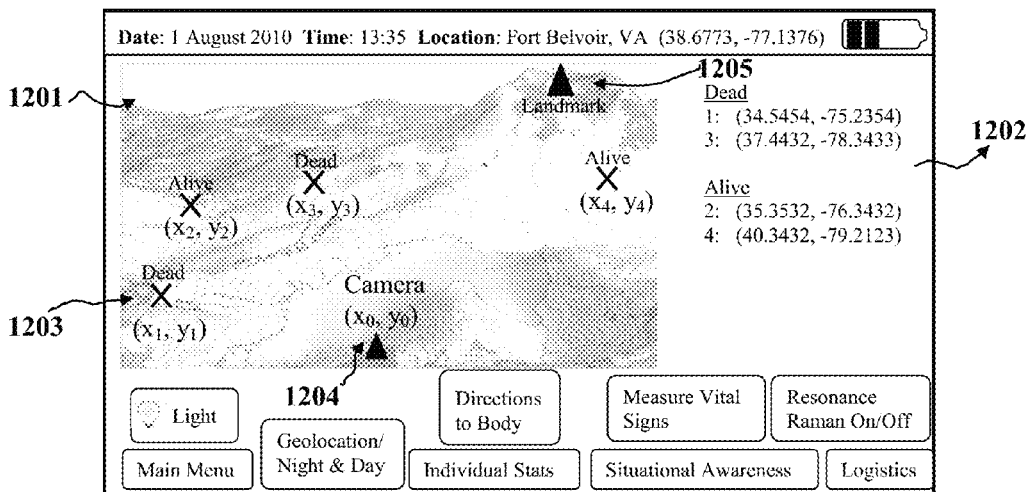 Date: 1 August 2010 Time: 13:35 Location: Fort Belvoir, VA (38.6773, -77.1376)
1201
1205
Landmark
Dead
1: (34.5454, -75.2354)
3: (37.4432, -78.3433)
1202
Alive
2: (35.3532, -76.3432)
4: (40.3432, -79.2123)
Dead
(x3, y3)
Alive
(x4, y4)
Alive
(x2, y2)
Dead
1203
(x1, y1)
Camera
(x0, y0)
1204
Light
Geolocation/
Night & Day
Directions
to Body
Measure Vital
Signs
Resonance
Raman On/Off
Main Menu
Individual Stats
Situational Awareness
Logistics